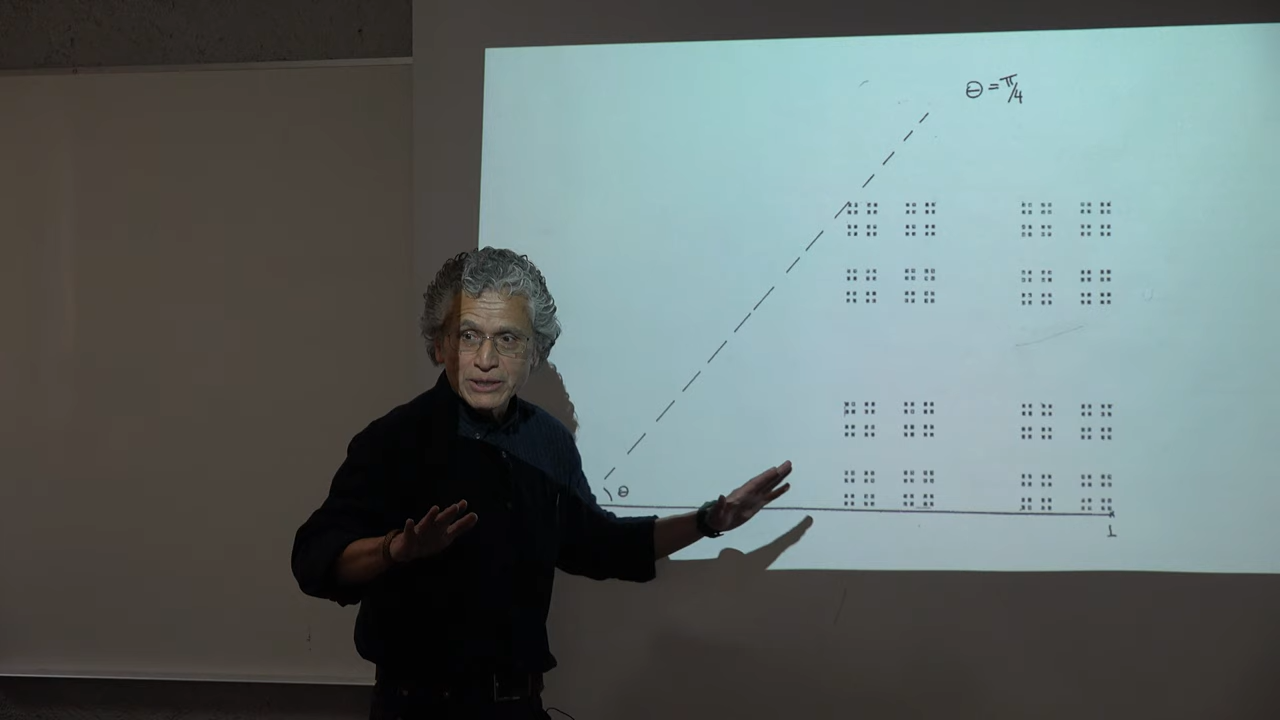 Θ = π/4
Θ
1